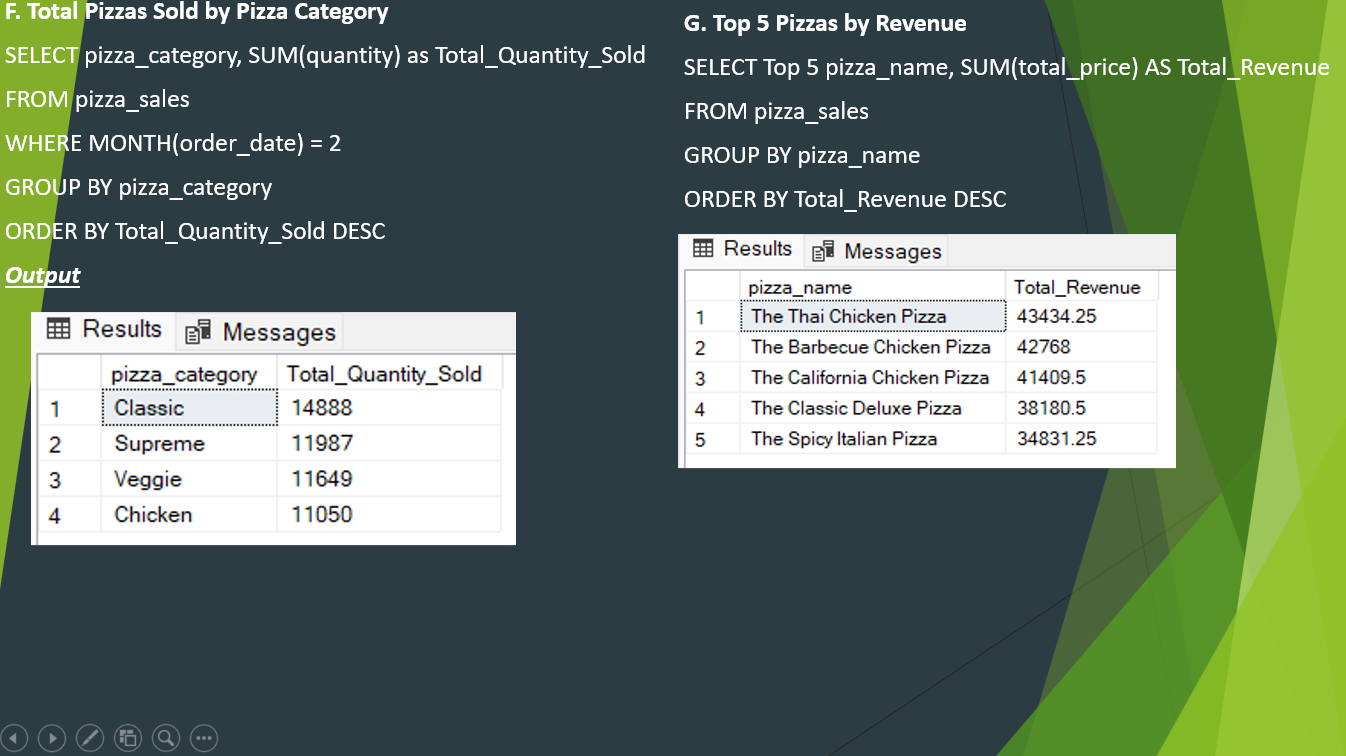 F. Total Pizzas Sold by Pizza Category
SELECT pizza_category, SUM(quantity) as Total_Quantity_Sold
FROM pizza_sales
WHERE MONTH(order_date) = 2
GROUP BY pizza_category
ORDER BY Total_Quantity_Sold DESC
Output
Results Messages
pizza_category Total_Quantity_Sold
1 Classic 14888
2 Supreme 11987
3 Veggie 11649
4 Chicken 11050
G. Top 5 Pizzas by Revenue
SELECT Top 5 pizza_name, SUM(total_price) AS Total_Revenue
FROM pizza_sales
GROUP BY pizza_name
ORDER BY Total_Revenue DESC
Results Messages
pizza_name Total_Revenue
1 The Thai Chicken Pizza 43434.25
2 The Barbecue Chicken Pizza 42768
3 The California Chicken Pizza 41409.5
4 The Classic Deluxe Pizza 38180.5
5 The Spicy Italian Pizza 34831.25